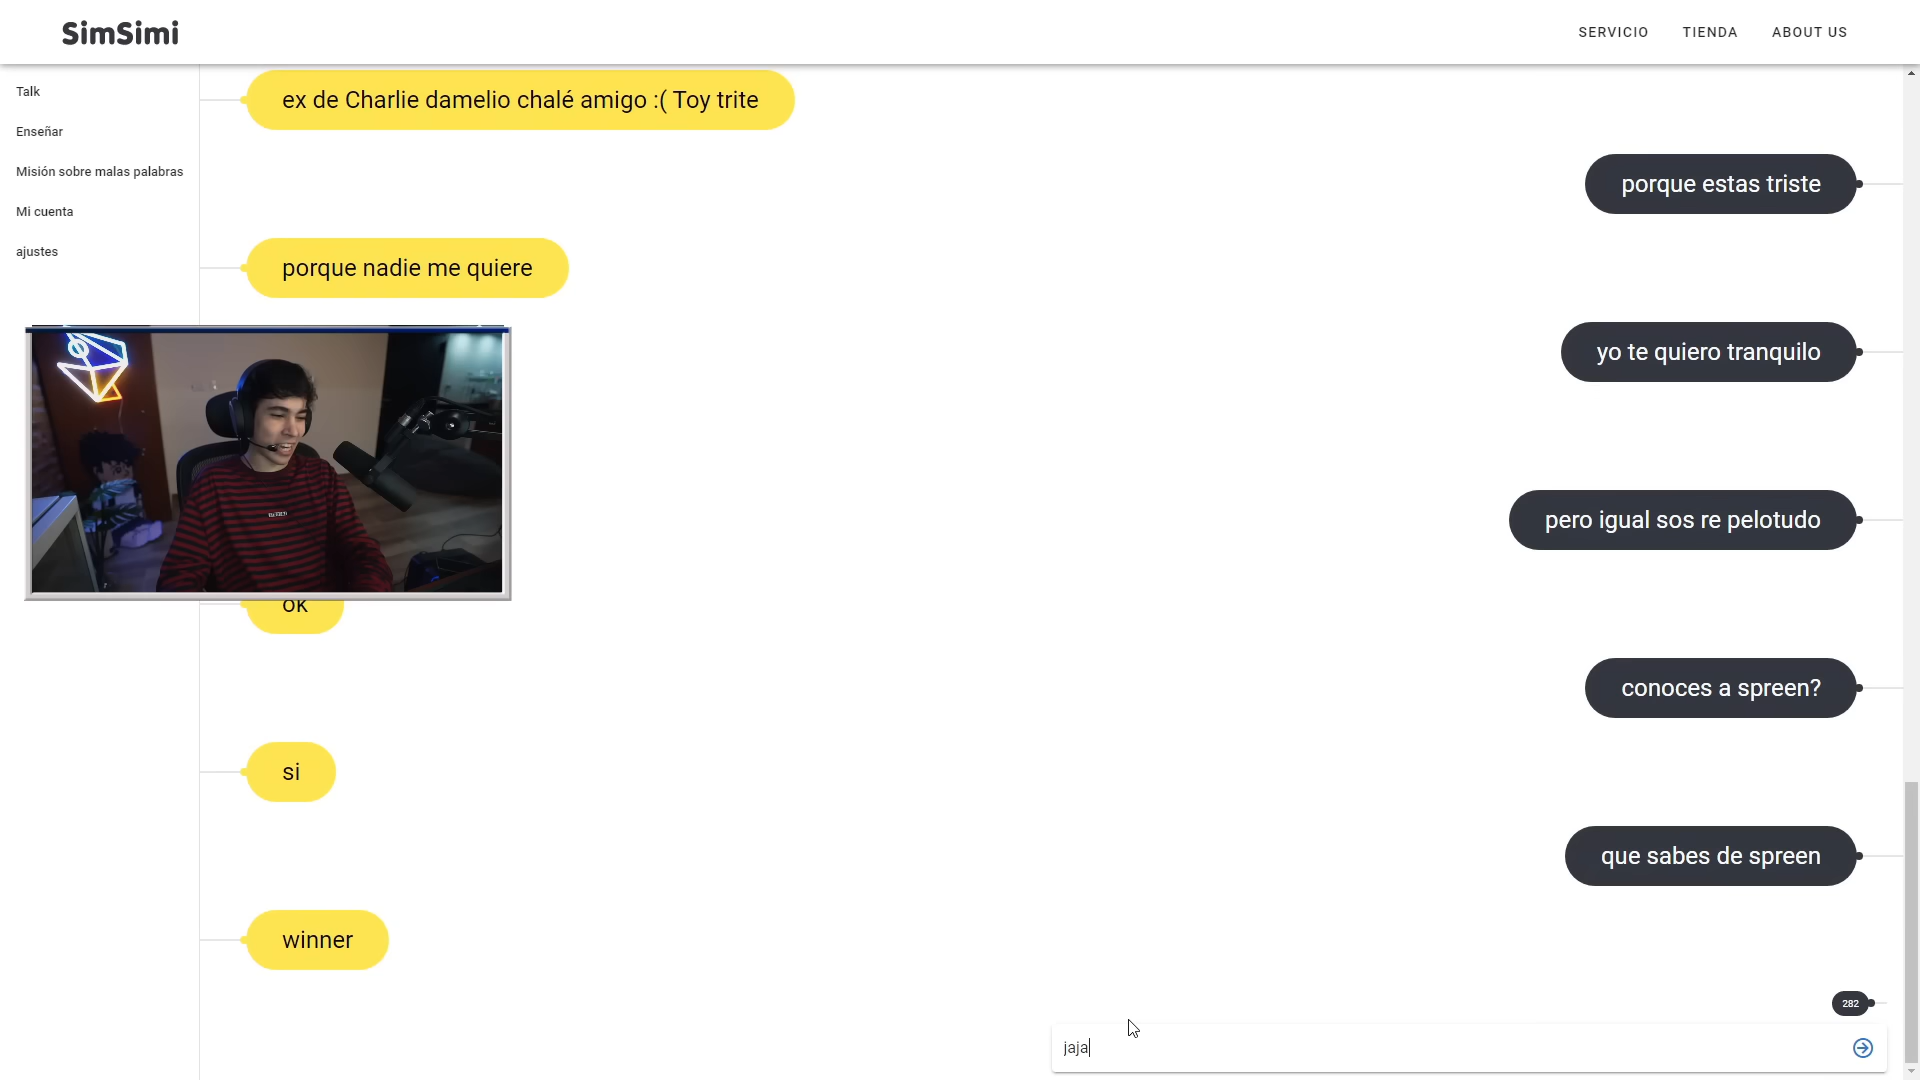 SimSimi
SERVICIO
TIENDA
ABOUT US
Talk
Enseñar
Misión sobre malas palabras
Mi cuenta
ajustes
ex de Charlie damelio chalé amigo :( Toy trite
porque estas triste
porque nadie me quiere
yo te quiero tranquilo
pero igual sos re pelotudo
ok
conoces a spreen?
si
que sabes de spreen
winner
282
jaja